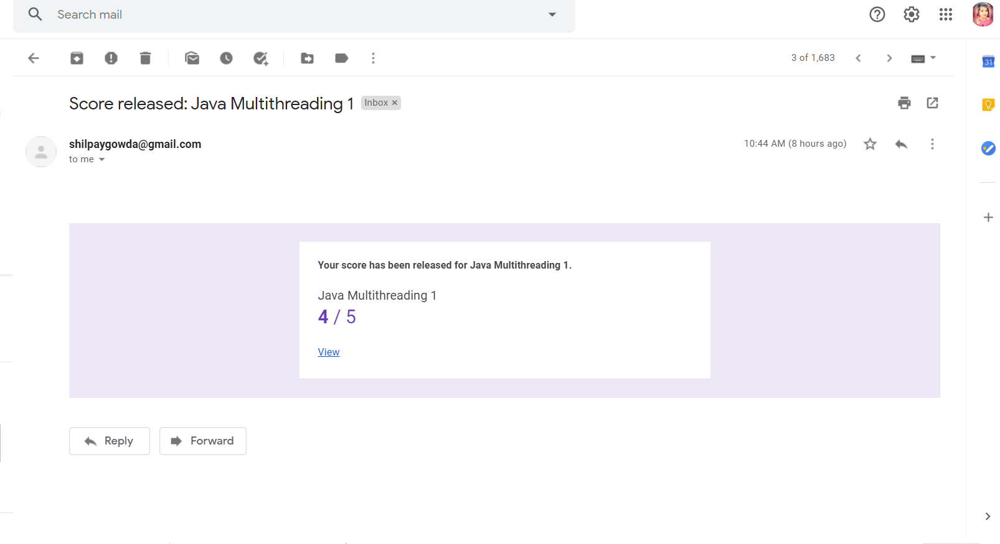 Search mail
3 of 1,683
31
Score released: Java Multithreading 1 Inbox ×
shilpaygowda@gmail.com
10:44 AM (8 hours ago)
to me
Your score has been released for Java Multithreading 1.
Java Multithreading 1
4 / 5
View
Reply
Forward